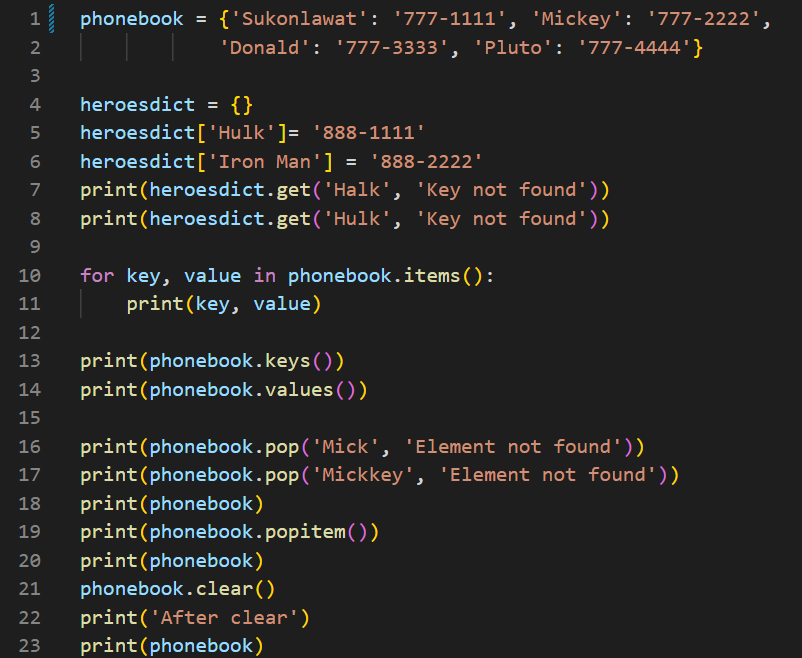 1 phonebook = {'Sukonlawat': '777-1111', 'Mickey': '777-2222',
2 'Donald': '777-3333', 'Pluto': '777-4444'}
3
4 heroesdict = {}
5 heroesdict['Hulk']= '888-1111'
6 heroesdict['Iron Man'] = '888-2222'
7 print(heroesdict.get('Halk', 'Key not found'))
8 print(heroesdict.get('Hulk', 'Key not found'))
9
10 for key, value in phonebook.items():
11 print(key, value)
12
13 print(phonebook.keys())
14 print(phonebook.values())
15
16 print(phonebook.pop('Mick', 'Element not found'))
17 print(phonebook.pop('Mickkey', 'Element not found'))
18 print(phonebook)
19 print(phonebook.popitem())
20 print(phonebook)
21 phonebook.clear()
22 print('After clear')
23 print(phonebook)